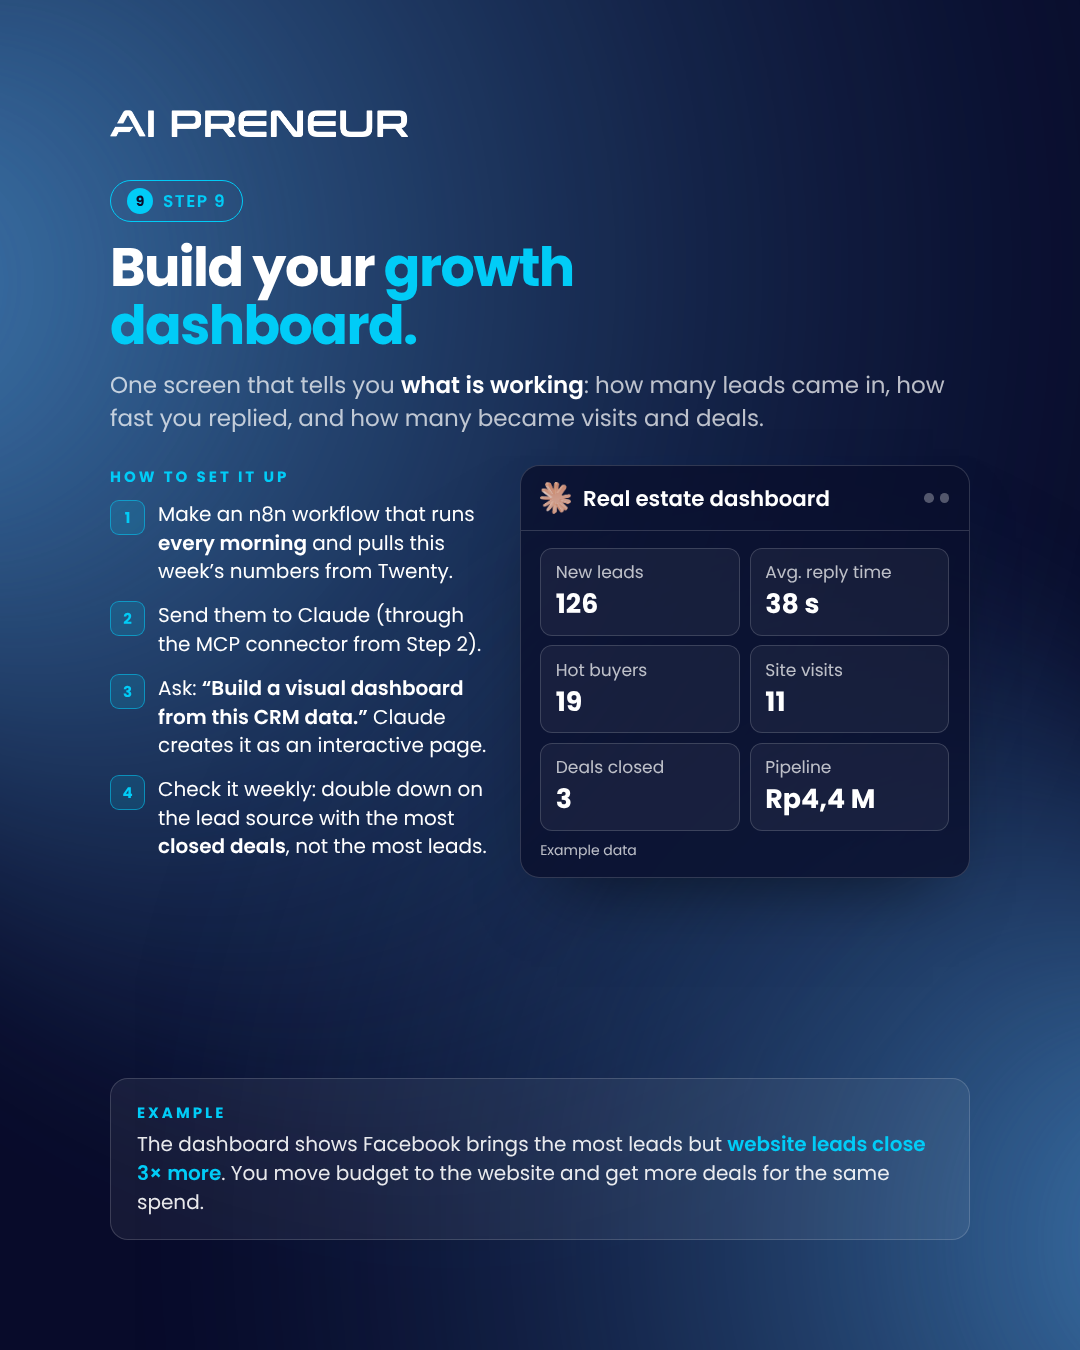 AI PRENEUR
9 STEP 9
Build your growth
dashboard.
One screen that tells you what is working: how many leads came in, how
fast you replied, and how many became visits and deals.
HOW TO SET IT UP
1 Make an n8n workflow that runs
every morning and pulls this
week’s numbers from Twenty.
2 Send them to Claude (through
the MCP connector from Step 2).
3 Ask: “Build a visual dashboard
from this CRM data.” Claude
creates it as an interactive page.
4 Check it weekly: double down on
the lead source with the most
closed deals, not the most leads.
Real estate dashboard
New leads
126
Avg. reply time
38 s
Hot buyers
19
Site visits
11
Deals closed
3
Pipeline
Rp4,4 M
Example data
EXAMPLE
The dashboard shows Facebook brings the most leads but website leads close
3× more. You move budget to the website and get more deals for the same
spend.